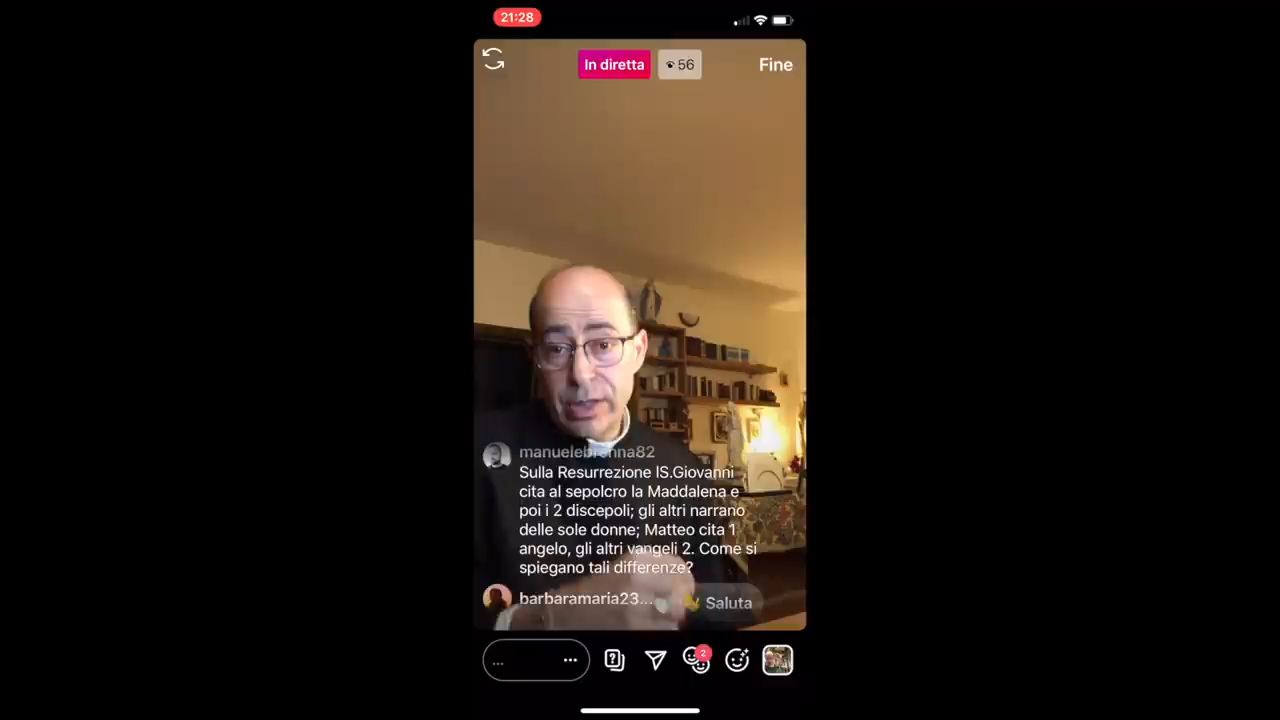 21:28
In diretta
56
Fine
manuelebrenna82
Sulla Resurrezione lS.Giovanni
cita al sepolcro la Maddalena e
poi i 2 discepoli; gli altri narrano
delle sole donne; Matteo cita 1
angelo, gli altri vangeli 2. Come si
spiegano tali differenze?
barbaramaria23...
Saluta
...
2